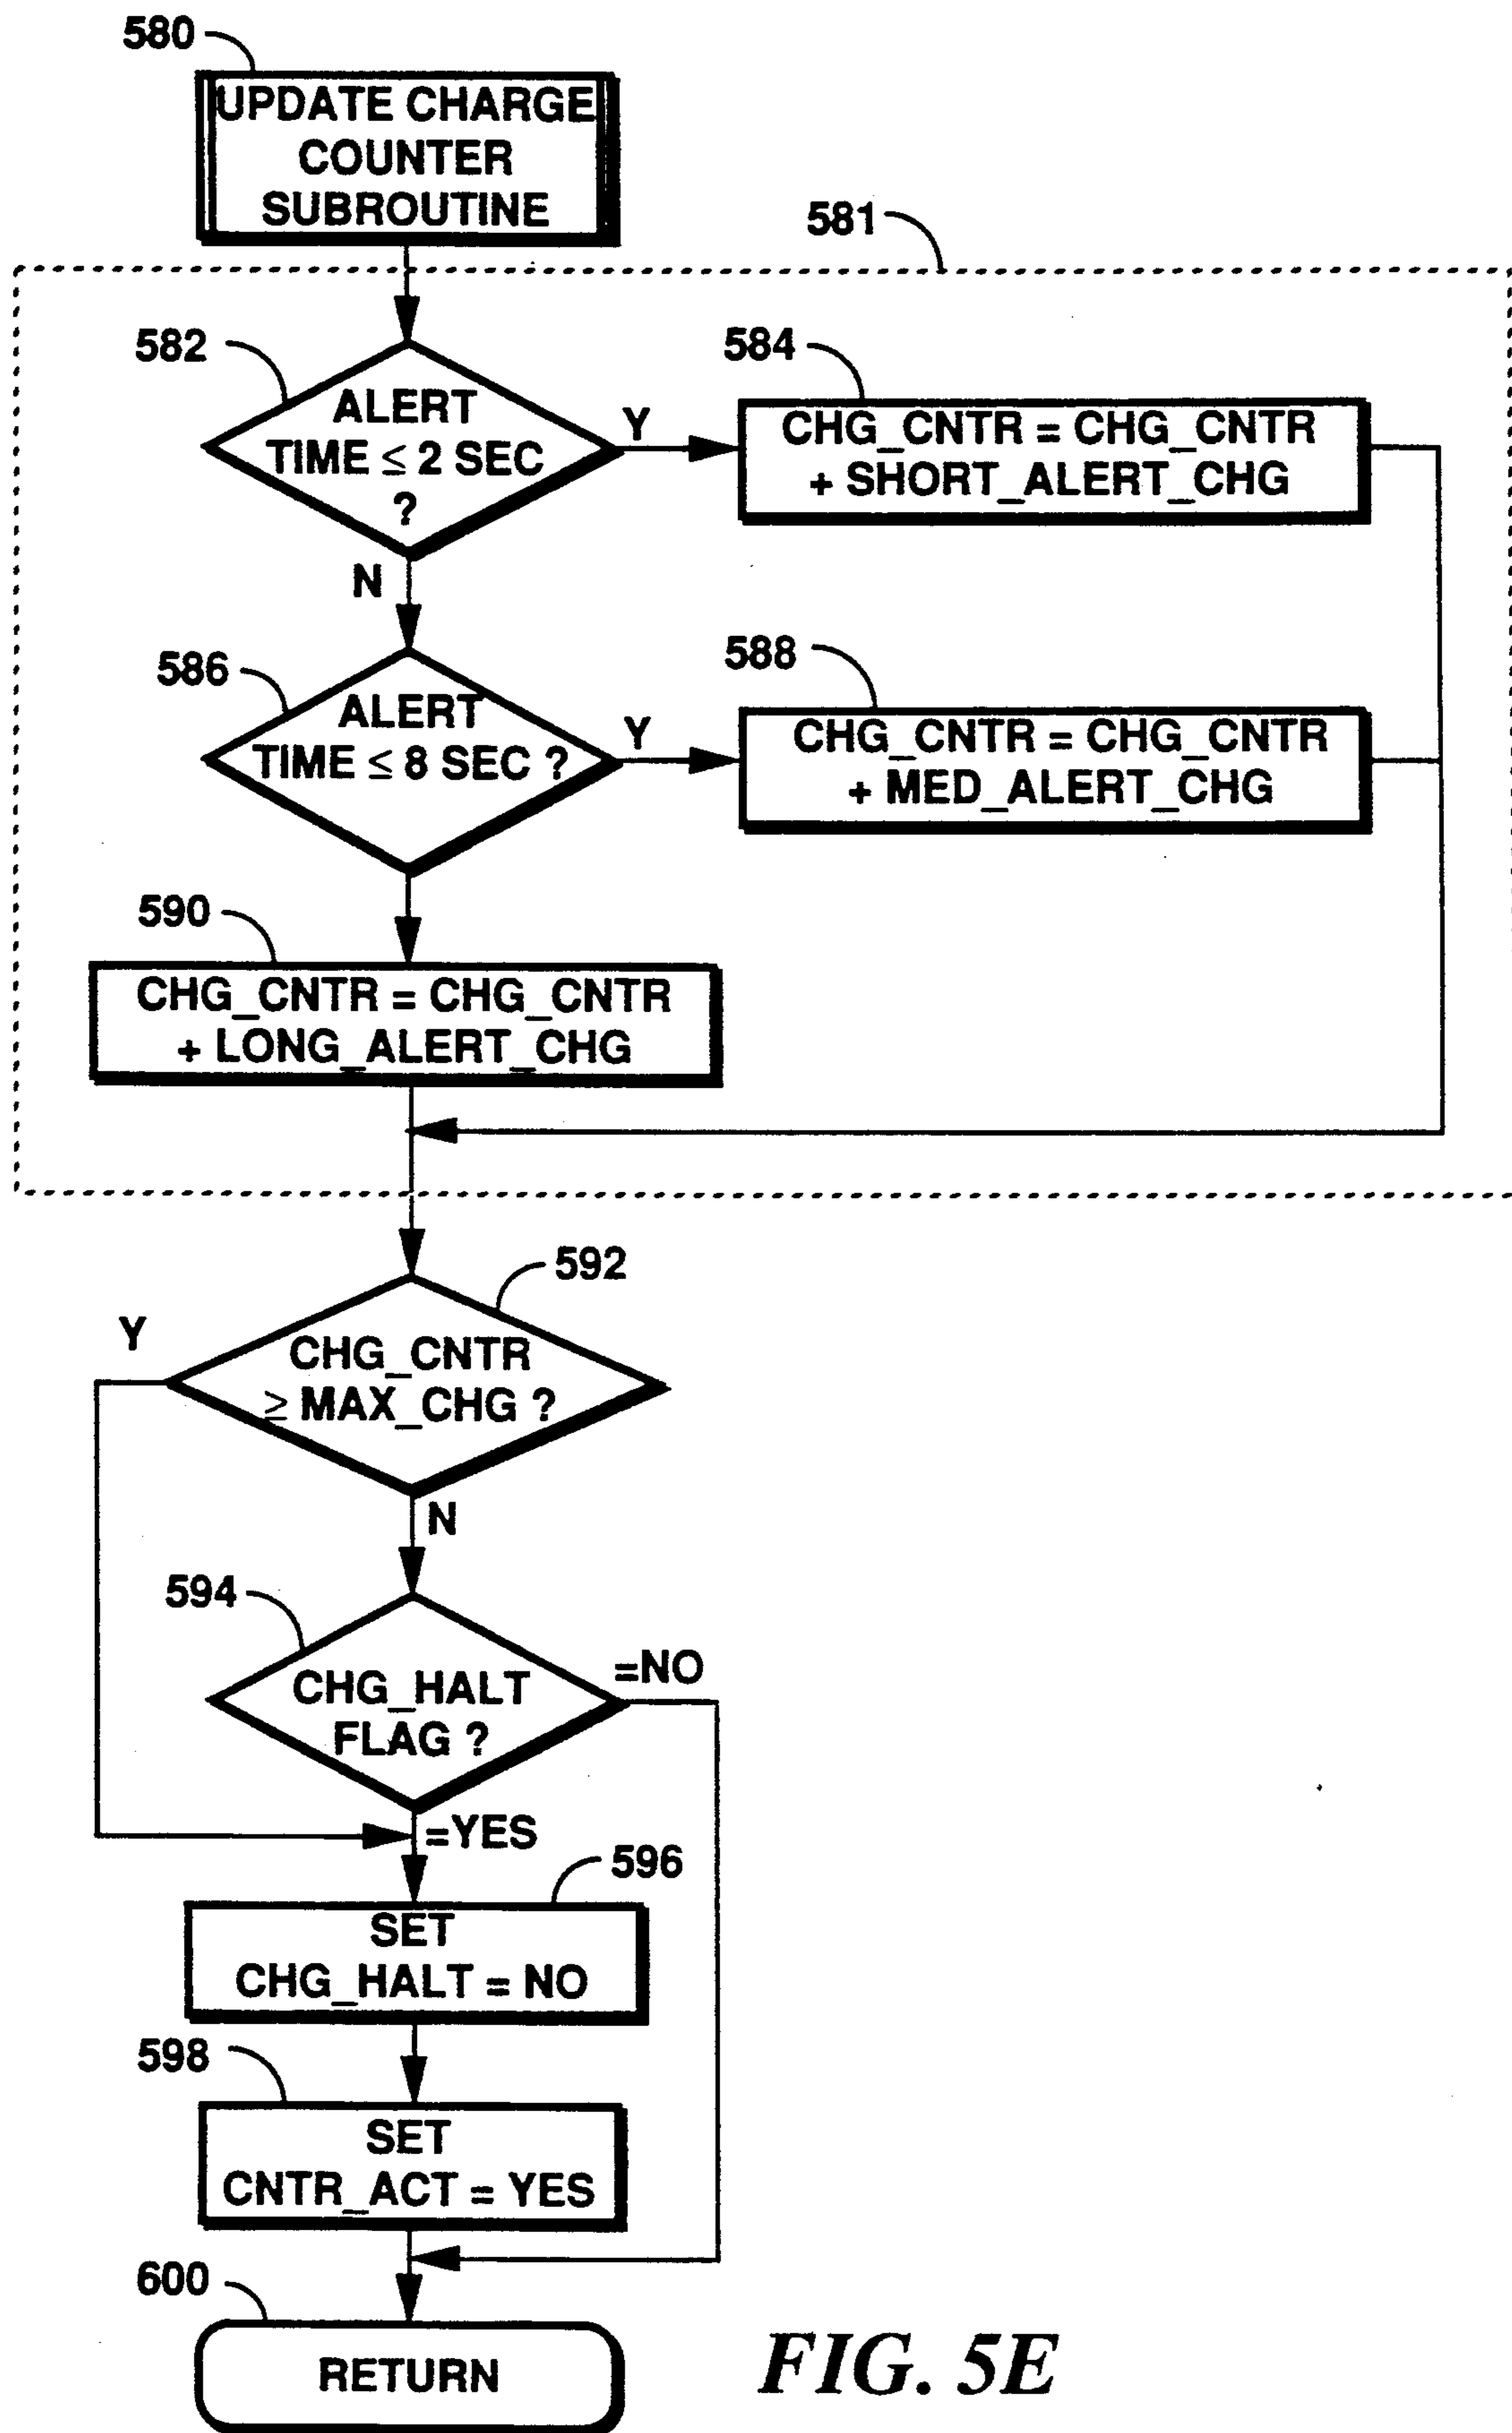 580
UPDATE CHARGE
COUNTER
SUBROUTINE
581
582
ALERT
TIME ≤ 2 SEC
?
Y
N
584
CHG_CNTR = CHG_CNTR
+ SHORT_ALERT_CHG
586
ALERT
TIME ≤ 8 SEC ?
Y
588
CHG_CNTR = CHG_CNTR
+ MED_ALERT_CHG
590
CHG_CNTR = CHG_CNTR
+ LONG_ALERT_CHG
592
CHG_CNTR
≥ MAX_CHG ?
Y
N
594
CHG_HALT
FLAG ?
=NO
=YES
596
SET
CHG_HALT = NO
598
SET
CNTR_ACT = YES
600
RETURN
FIG. 5E